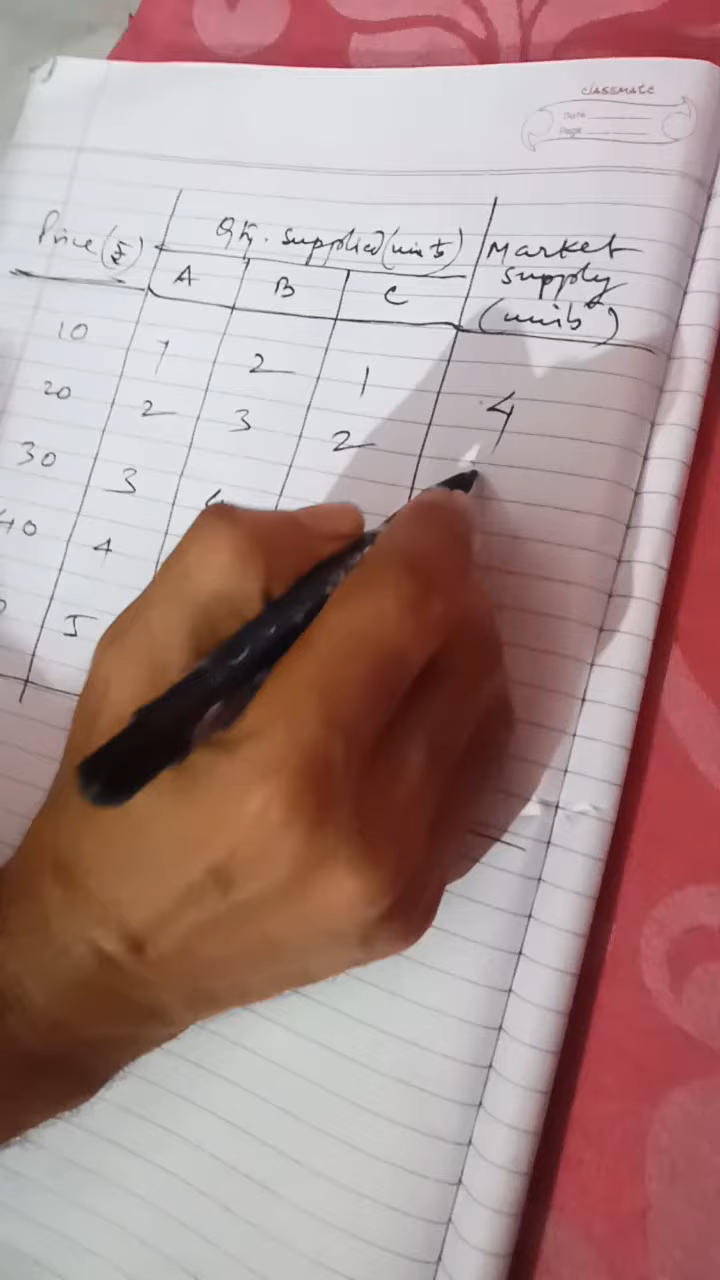 classmate
Date
Page
Price (₹) Qty. supplied (units) Market supply (units)
A B C
10 1 2 1 4
20 2 3 2
30 3
40 4
5